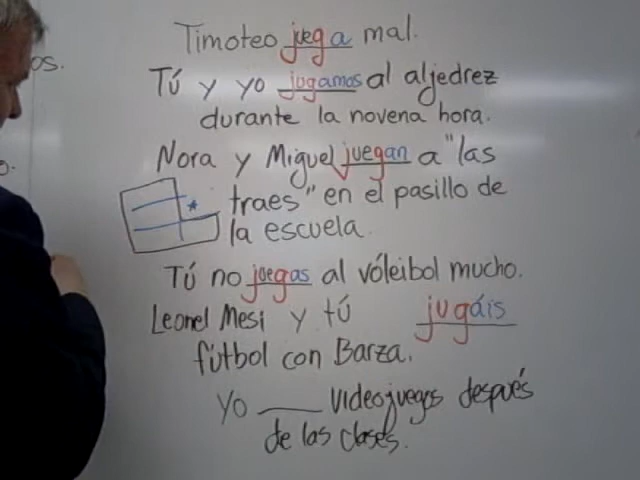 os.
o.
Timoteo juega mal.
Tú y yo jugamos al aljedrez
durante la novena hora.
Nora y Miguel juegan a "las
traes" en el pasillo de
la escuela.
Tú no juegas al vóleibol mucho.
Leonel Mesi y tú jugáis
fútbol con Barza.
Yo ____ videojuegos después
de las clases.